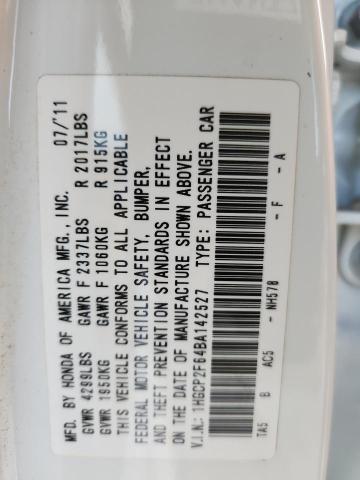 MFD. BY HONDA OF AMERICA MFG., INC. 07/'11
GVWR 4299LBS GAWR F 2337LBS R 2017LBS
GVWR 1950KG GAWR F 1060KG R 915KG
THIS VEHICLE CONFORMS TO ALL APPLICABLE
FEDERAL MOTOR VEHICLE SAFETY, BUMPER,
AND THEFT PREVENTION STANDARDS IN EFFECT
ON THE DATE OF MANUFACTURE SHOWN ABOVE.
V.I.N.: 1HGCP2F64BA142527 TYPE: PASSENGER CAR
TA5 B AC5 - NH578 - F - A